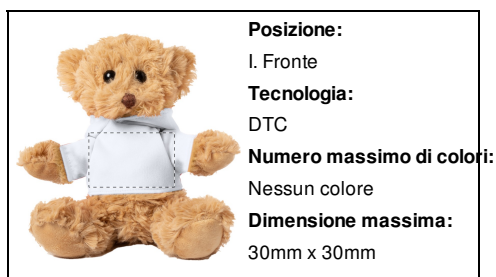 Posizione:
I. Fronte
Tecnologia:
DTC
Numero massimo di colori:
Nessun colore
Dimensione massima:
30mm x 30mm